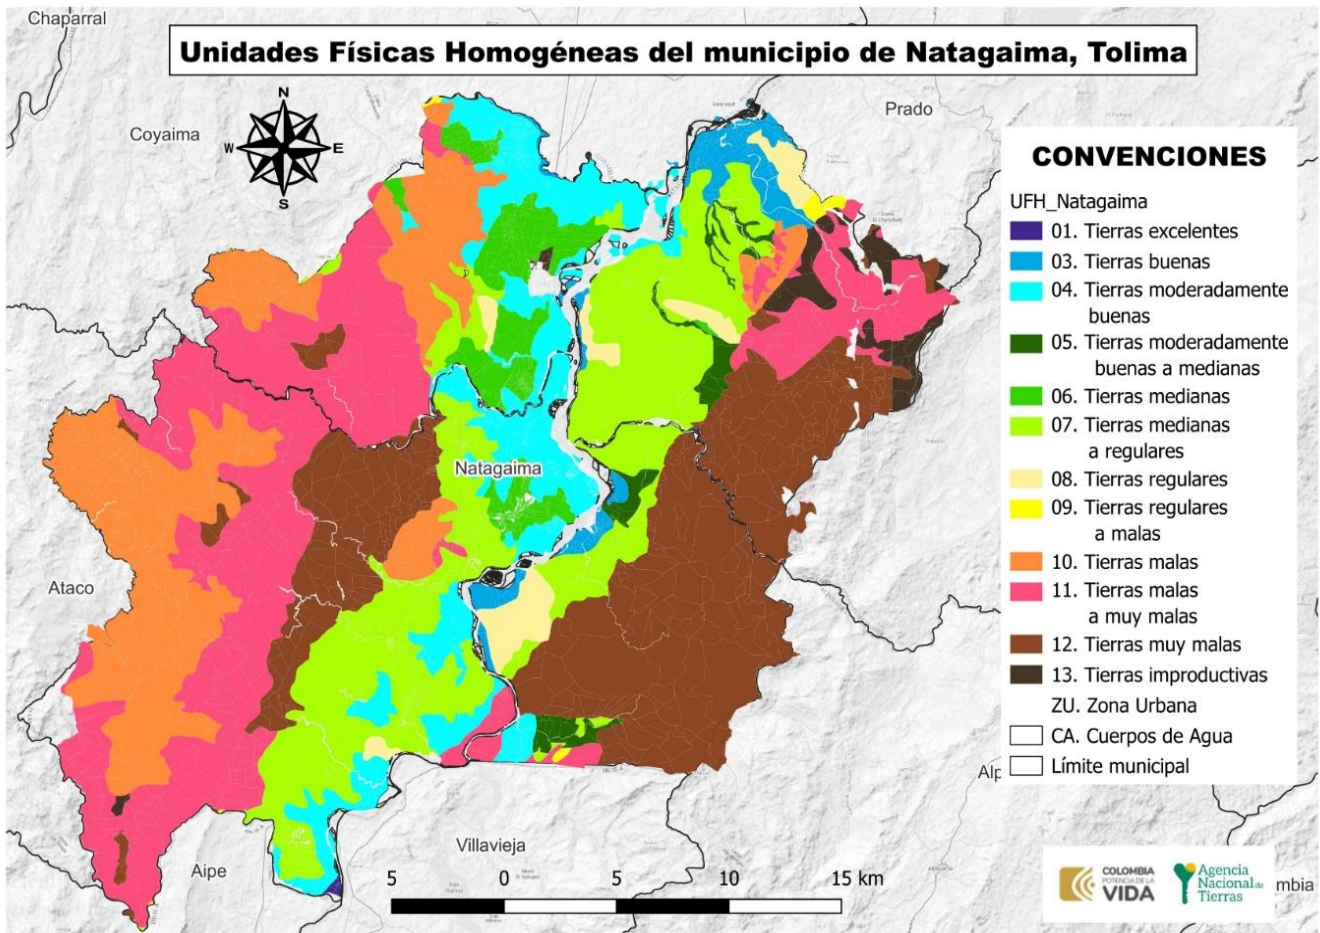 Chaparral
Unidades Físicas Homogéneas del municipio de Natagaima, Tolima
Coyaima
Prado
N
W
E
S
CONVENCIONES
UFH_Natagaima
01. Tierras excelentes
03. Tierras buenas
04. Tierras moderadamente
buenas
05. Tierras moderadamente
buenas a medianas
06. Tierras medianas
07. Tierras medianas
a regulares
08. Tierras regulares
09. Tierras regulares
a malas
10. Tierras malas
11. Tierras malas
a muy malas
12. Tierras muy malas
13. Tierras improductivas
ZU. Zona Urbana
CA. Cuerpos de Agua
Límite municipal
Natagaima
Ataco
Alp
Villavieja
Aipe
5
0
5
10
15 km
COLOMBIA
POTENCIA DE LA
VIDA
Agencia
Nacional de
Tierras
mbia